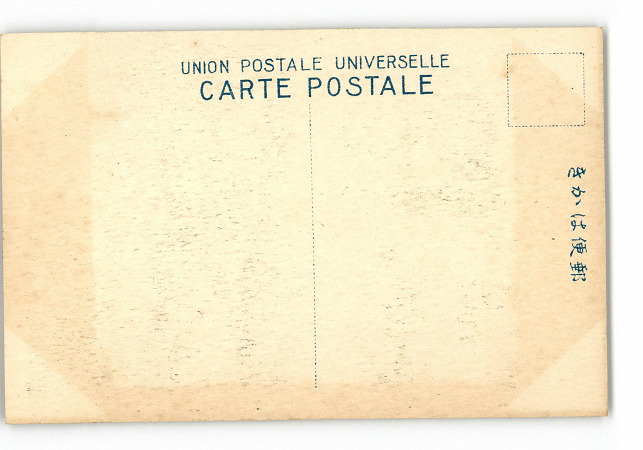 UNION POSTALE UNIVERSELLE
CARTE POSTALE
郵便はかき